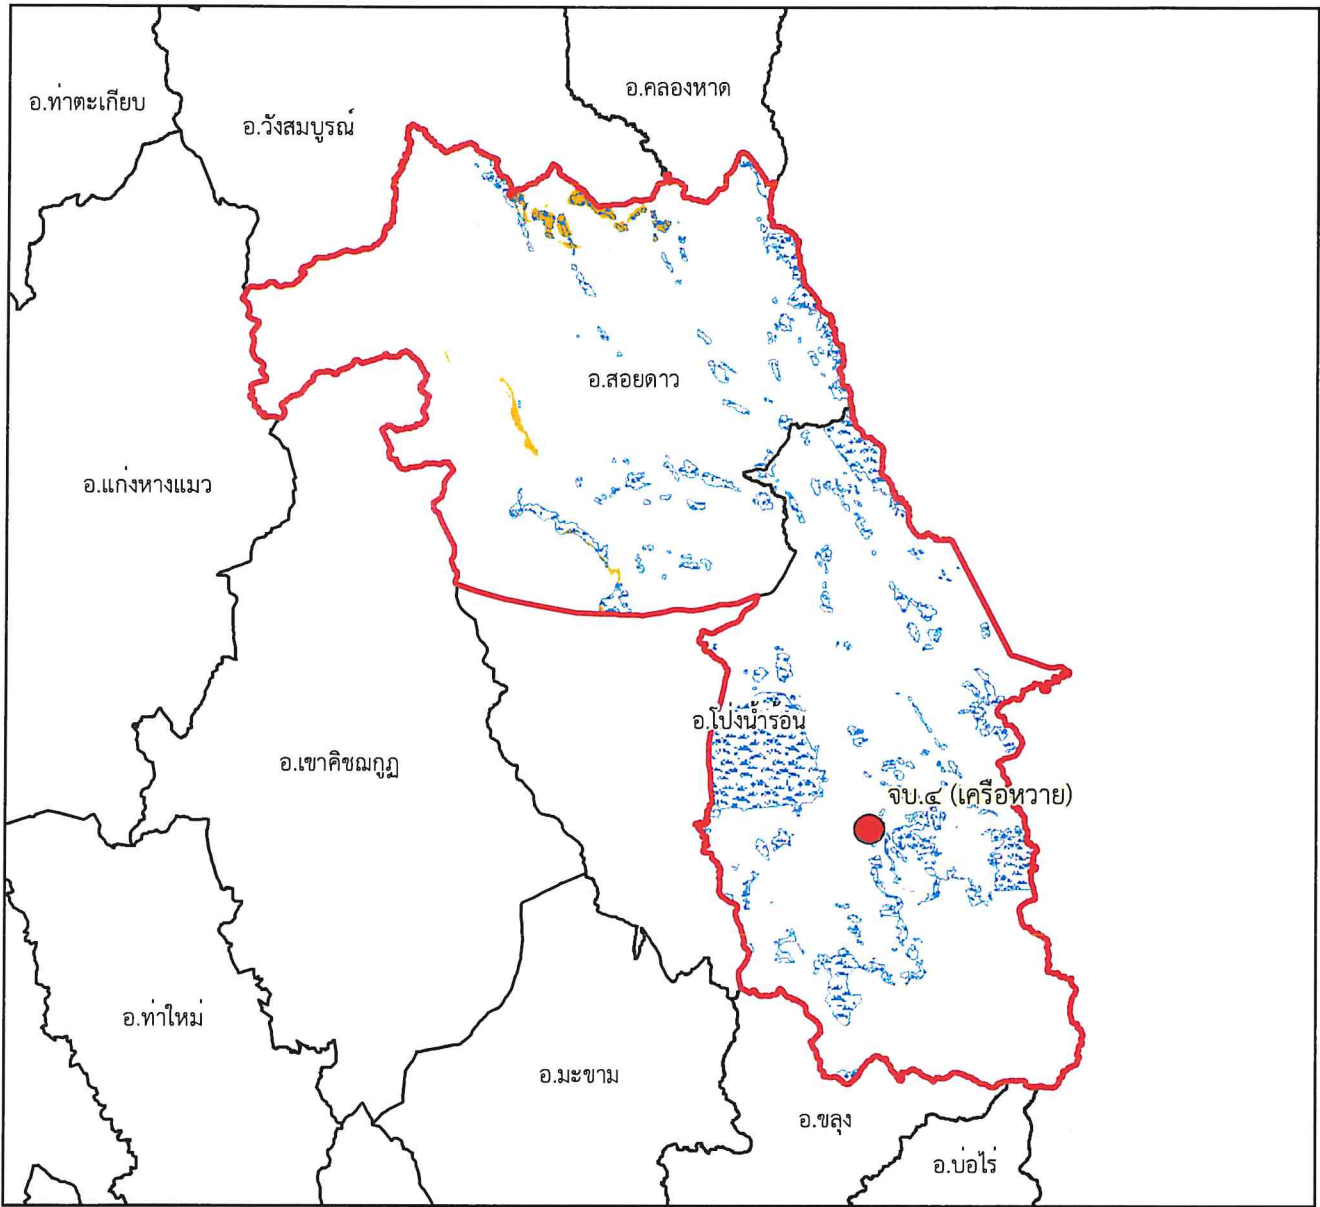 อ.คลองหาด
อ.ท่าตะเกียบ
อ.วังสมบูรณ์
อ.สอยดาว
อ.แก่งหางแมว
อ.โป่งน้ำร้อน
อ.เขาคิชฌกูฏ
จบ.๔ (เครือหวาย)
อ.ท่าใหม่
อ.มะขาม
อ.ขลุง
อ.บ่อไร่